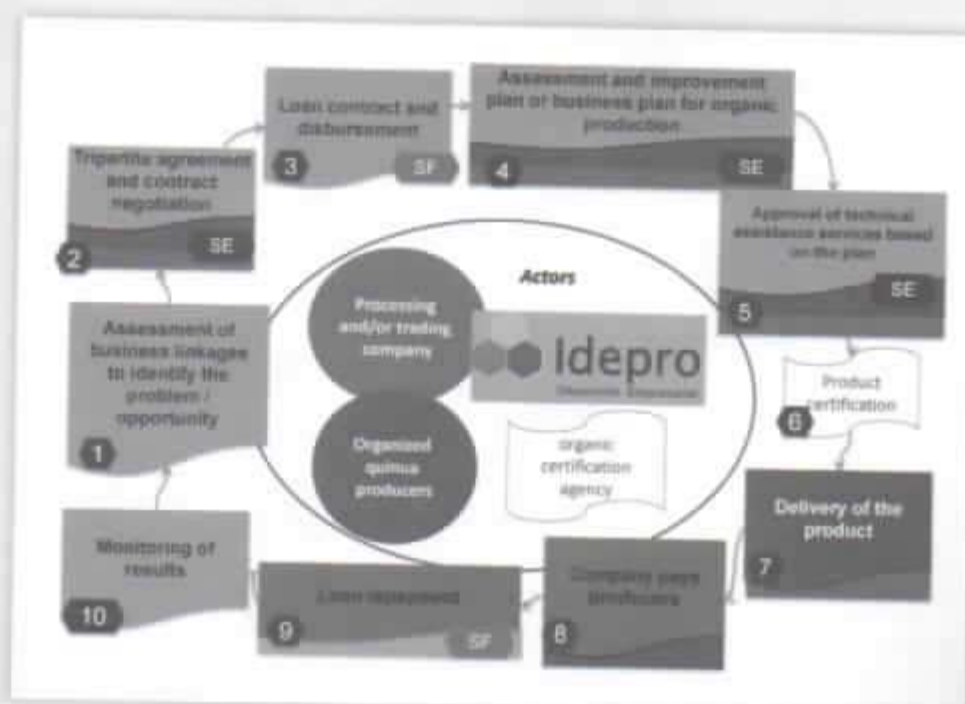 Assessment of
business linkages
to identify the
problem /
opportunity
1
Tripartite agreement
and contract
negotiation
2
SE
Loan contract and
disbursement
3
SF
Assessment and improvement
plan or business plan for organic
production
4
SE
Approval of technical
assistance services based
on the plan
5
SE
Product
certification
6
Delivery of the
product
7
Company pays
producers
8
Loan repayment
9
SF
Monitoring of
results
10
Actors
Processing
and/or trading
company
Idepro
Organized
quinua
producers
organic
certification
agency